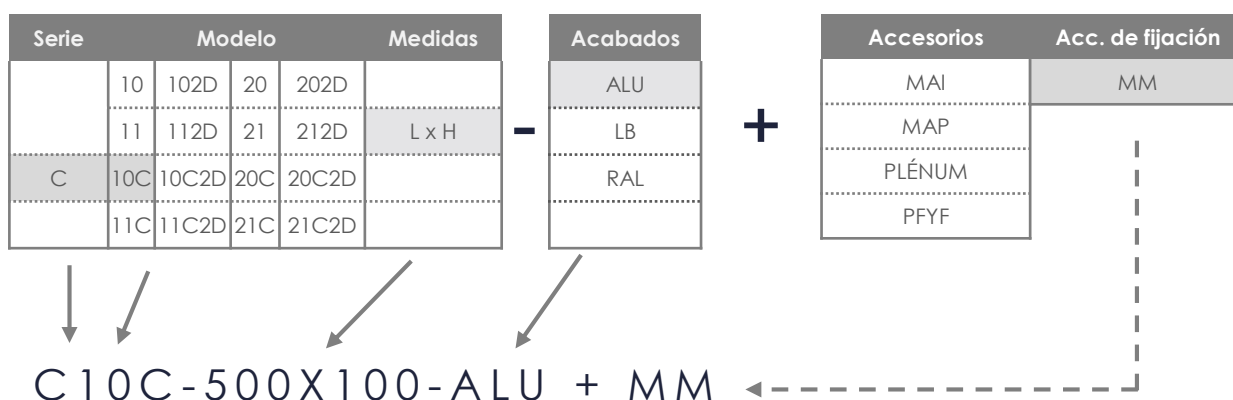 Serie Modelo Medidas Acabados Accesorios Acc. de fijación
10 102D 20 202D ALU MAI MM
11 112D 21 212D L x H - LB + MAP
C 10C 10C2D 20C 20C2D RAL PLÉNUM
11C 11C2D 21C 21C2D PFYF
C10C-500X100-ALU + MM